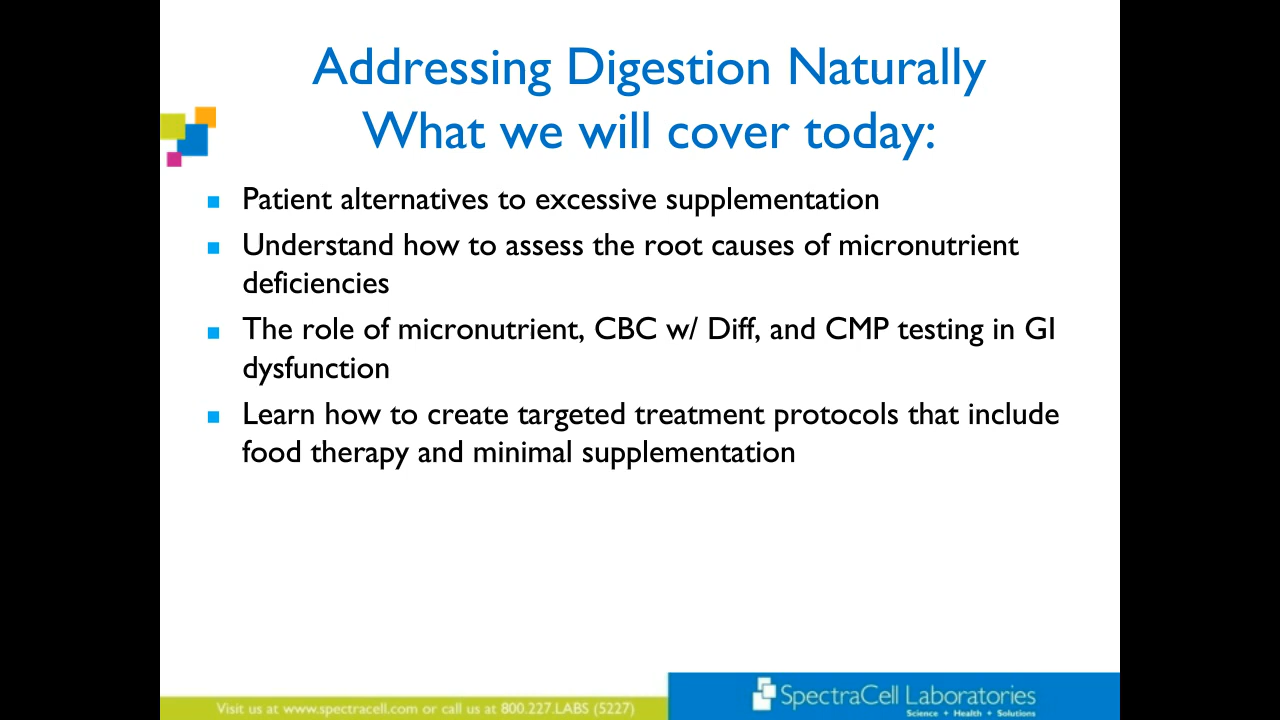 Addressing Digestion Naturally
What we will cover today:
Patient alternatives to excessive supplementation
Understand how to assess the root causes of micronutrient
deficiencies
The role of micronutrient, CBC w/ Diff, and CMP testing in GI
dysfunction
Learn how to create targeted treatment protocols that include
food therapy and minimal supplementation
Visit us at www.spectracell.com or call us at 800.227.LABS (5227)
SpectraCell Laboratories
Science + Health + Solutions